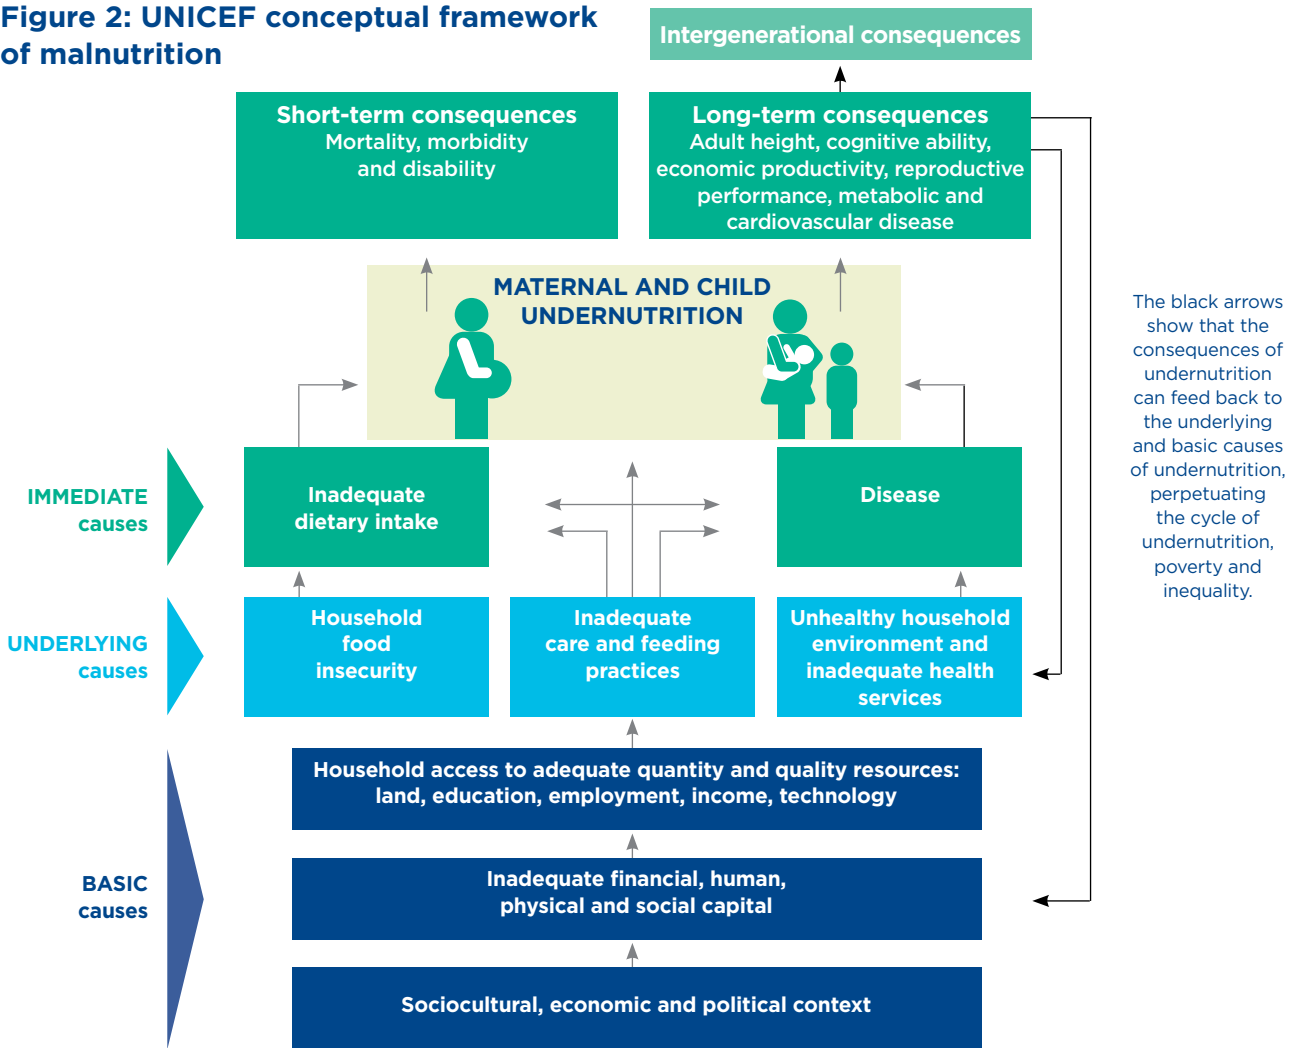 Figure 2: UNICEF conceptual framework
of malnutrition
Intergenerational consequences
Short-term consequences
Mortality, morbidity
and disability
Long-term consequences
Adult height, cognitive ability,
economic productivity, reproductive
performance, metabolic and
cardiovascular disease
MATERNAL AND CHILD
UNDERNUTRITION
The black arrows
show that the
consequences of
undernutrition
can feed back to
the underlying
and basic causes
of undernutrition,
perpetuating
the cycle of
undernutrition,
poverty and
inequality.
IMMEDIATE
causes
Inadequate
dietary intake
Disease
UNDERLYING
causes
Household
food
insecurity
Inadequate
care and feeding
practices
Unhealthy household
environment and
inadequate health
services
BASIC
causes
Household access to adequate quantity and quality resources:
land, education, employment, income, technology
Inadequate financial, human,
physical and social capital
Sociocultural, economic and political context